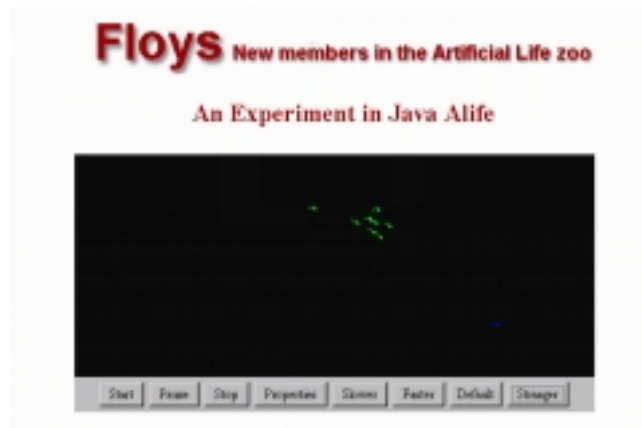 Floys New members in the Artificial Life zoo
An Experiment in Java Alife
Start Pause Stop Properties Slower Faster Default Stranger